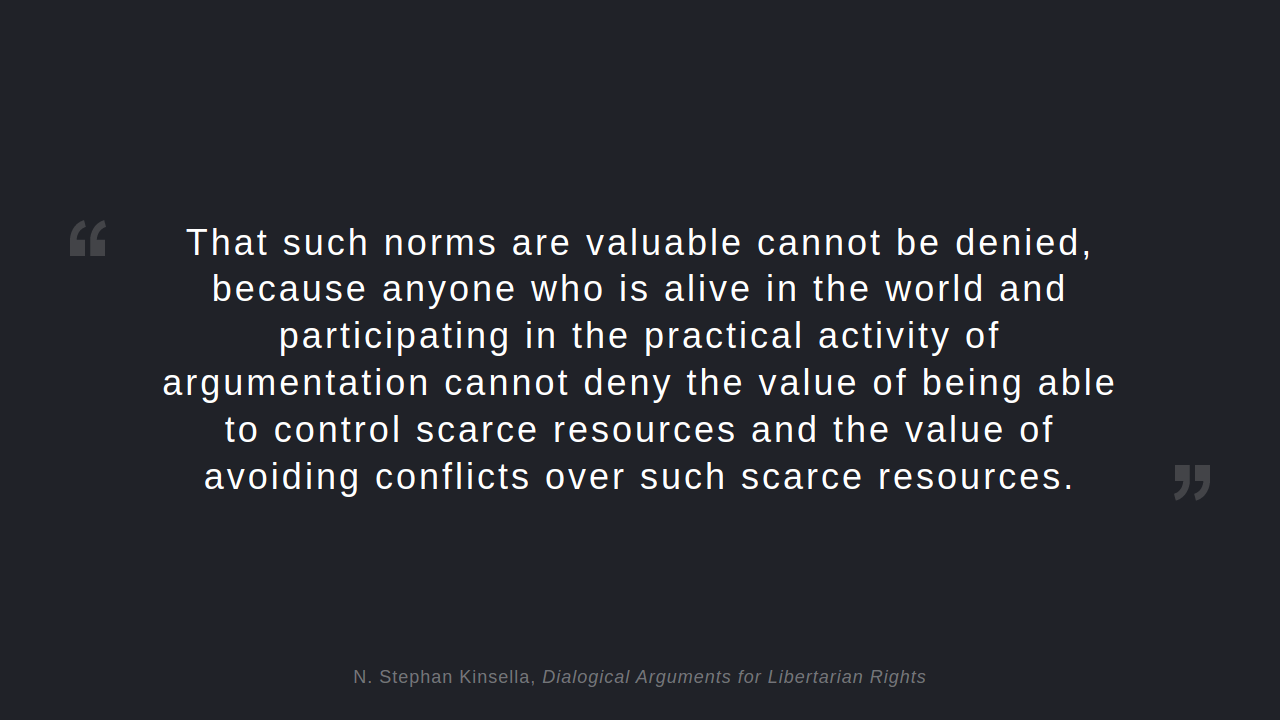 “ That such norms are valuable cannot be denied,
because anyone who is alive in the world and
participating in the practical activity of
argumentation cannot deny the value of being able
to control scarce resources and the value of
avoiding conflicts over such scarce resources. ”
N. Stephan Kinsella, Dialogical Arguments for Libertarian Rights